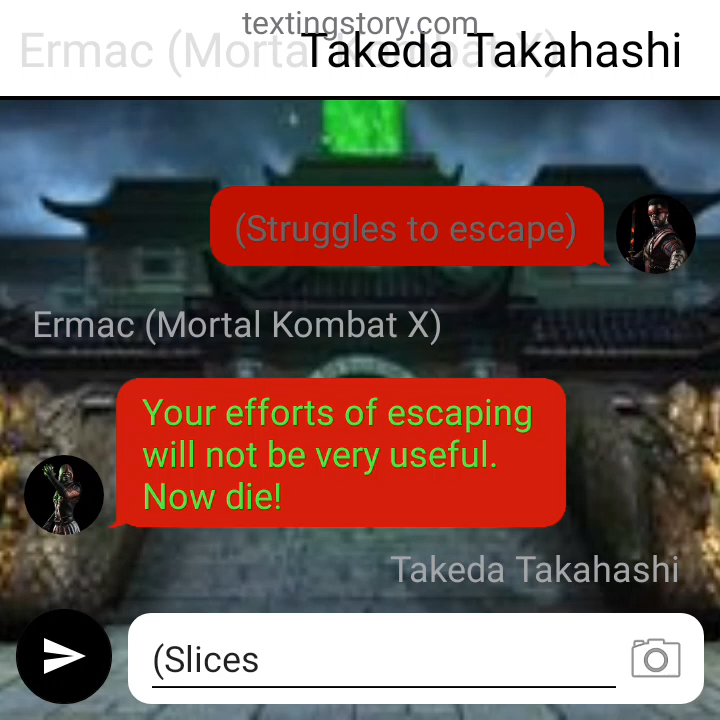 textingstory.com
Ermac (Mortal Kombat X)
Takeda Takahashi
(Struggles to escape)
Ermac (Mortal Kombat X)
Your efforts of escaping
will not be very useful.
Now die!
Takeda Takahashi
(Slices